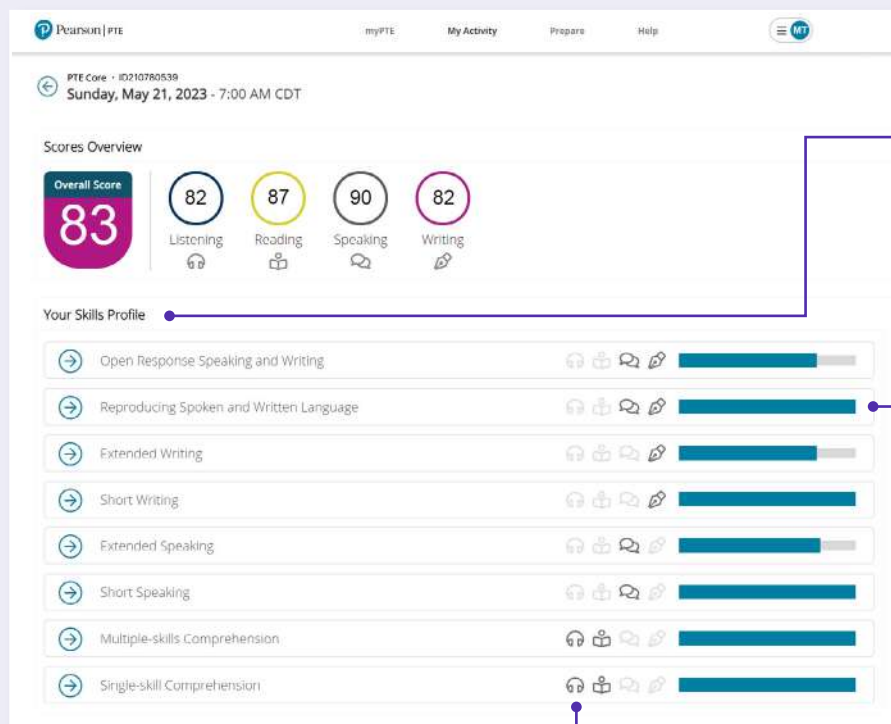 Pearson | PTE
myPTE
My Activity
Prepare
Help
MT
PTE Core · ID210780539
Sunday, May 21, 2023 - 7:00 AM CDT
Scores Overview
Overall Score
83
82
Listening
87
Reading
90
Speaking
82
Writing
Your Skills Profile
Open Response Speaking and Writing
Reproducing Spoken and Written Language
Extended Writing
Short Writing
Extended Speaking
Short Speaking
Multiple-skills Comprehension
Single-skill Comprehension